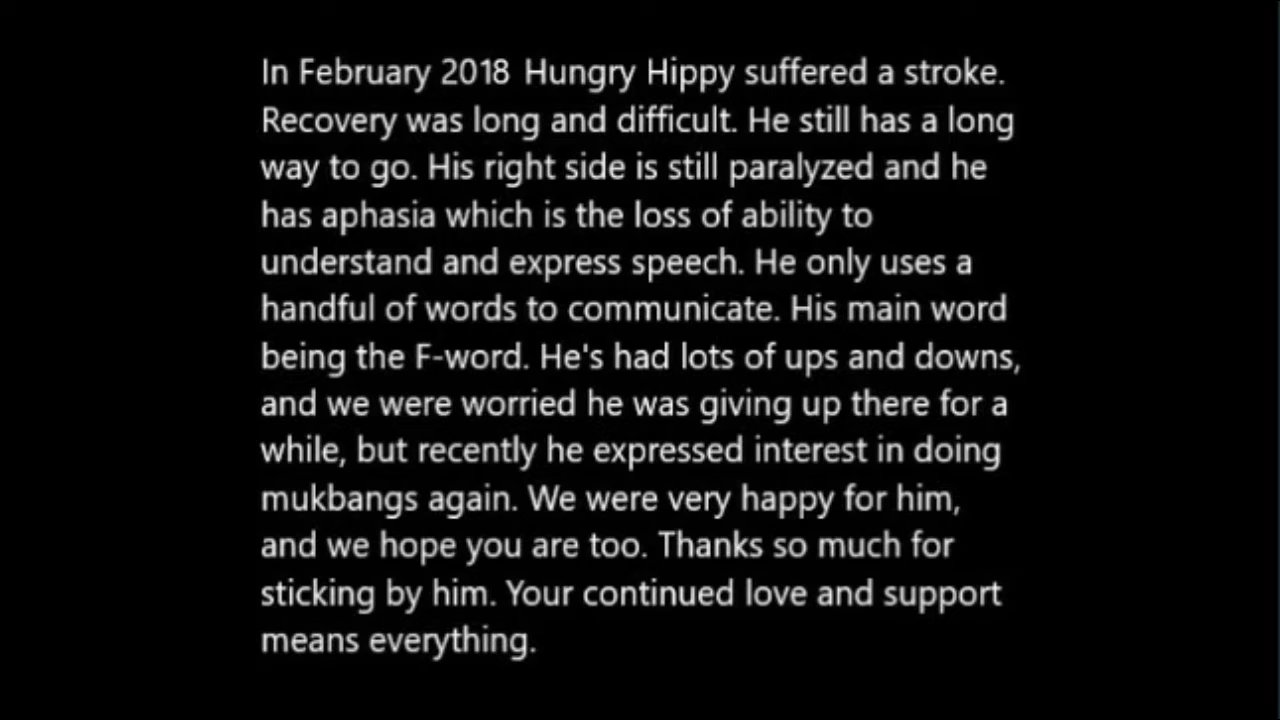 In February 2018 Hungry Hippy suffered a stroke.
Recovery was long and difficult. He still has a long
way to go. His right side is still paralyzed and he
has aphasia which is the loss of ability to
understand and express speech. He only uses a
handful of words to communicate. His main word
being the F-word. He's had lots of ups and downs,
and we were worried he was giving up there for a
while, but recently he expressed interest in doing
mukbangs again. We were very happy for him,
and we hope you are too. Thanks so much for
sticking by him. Your continued love and support
means everything.